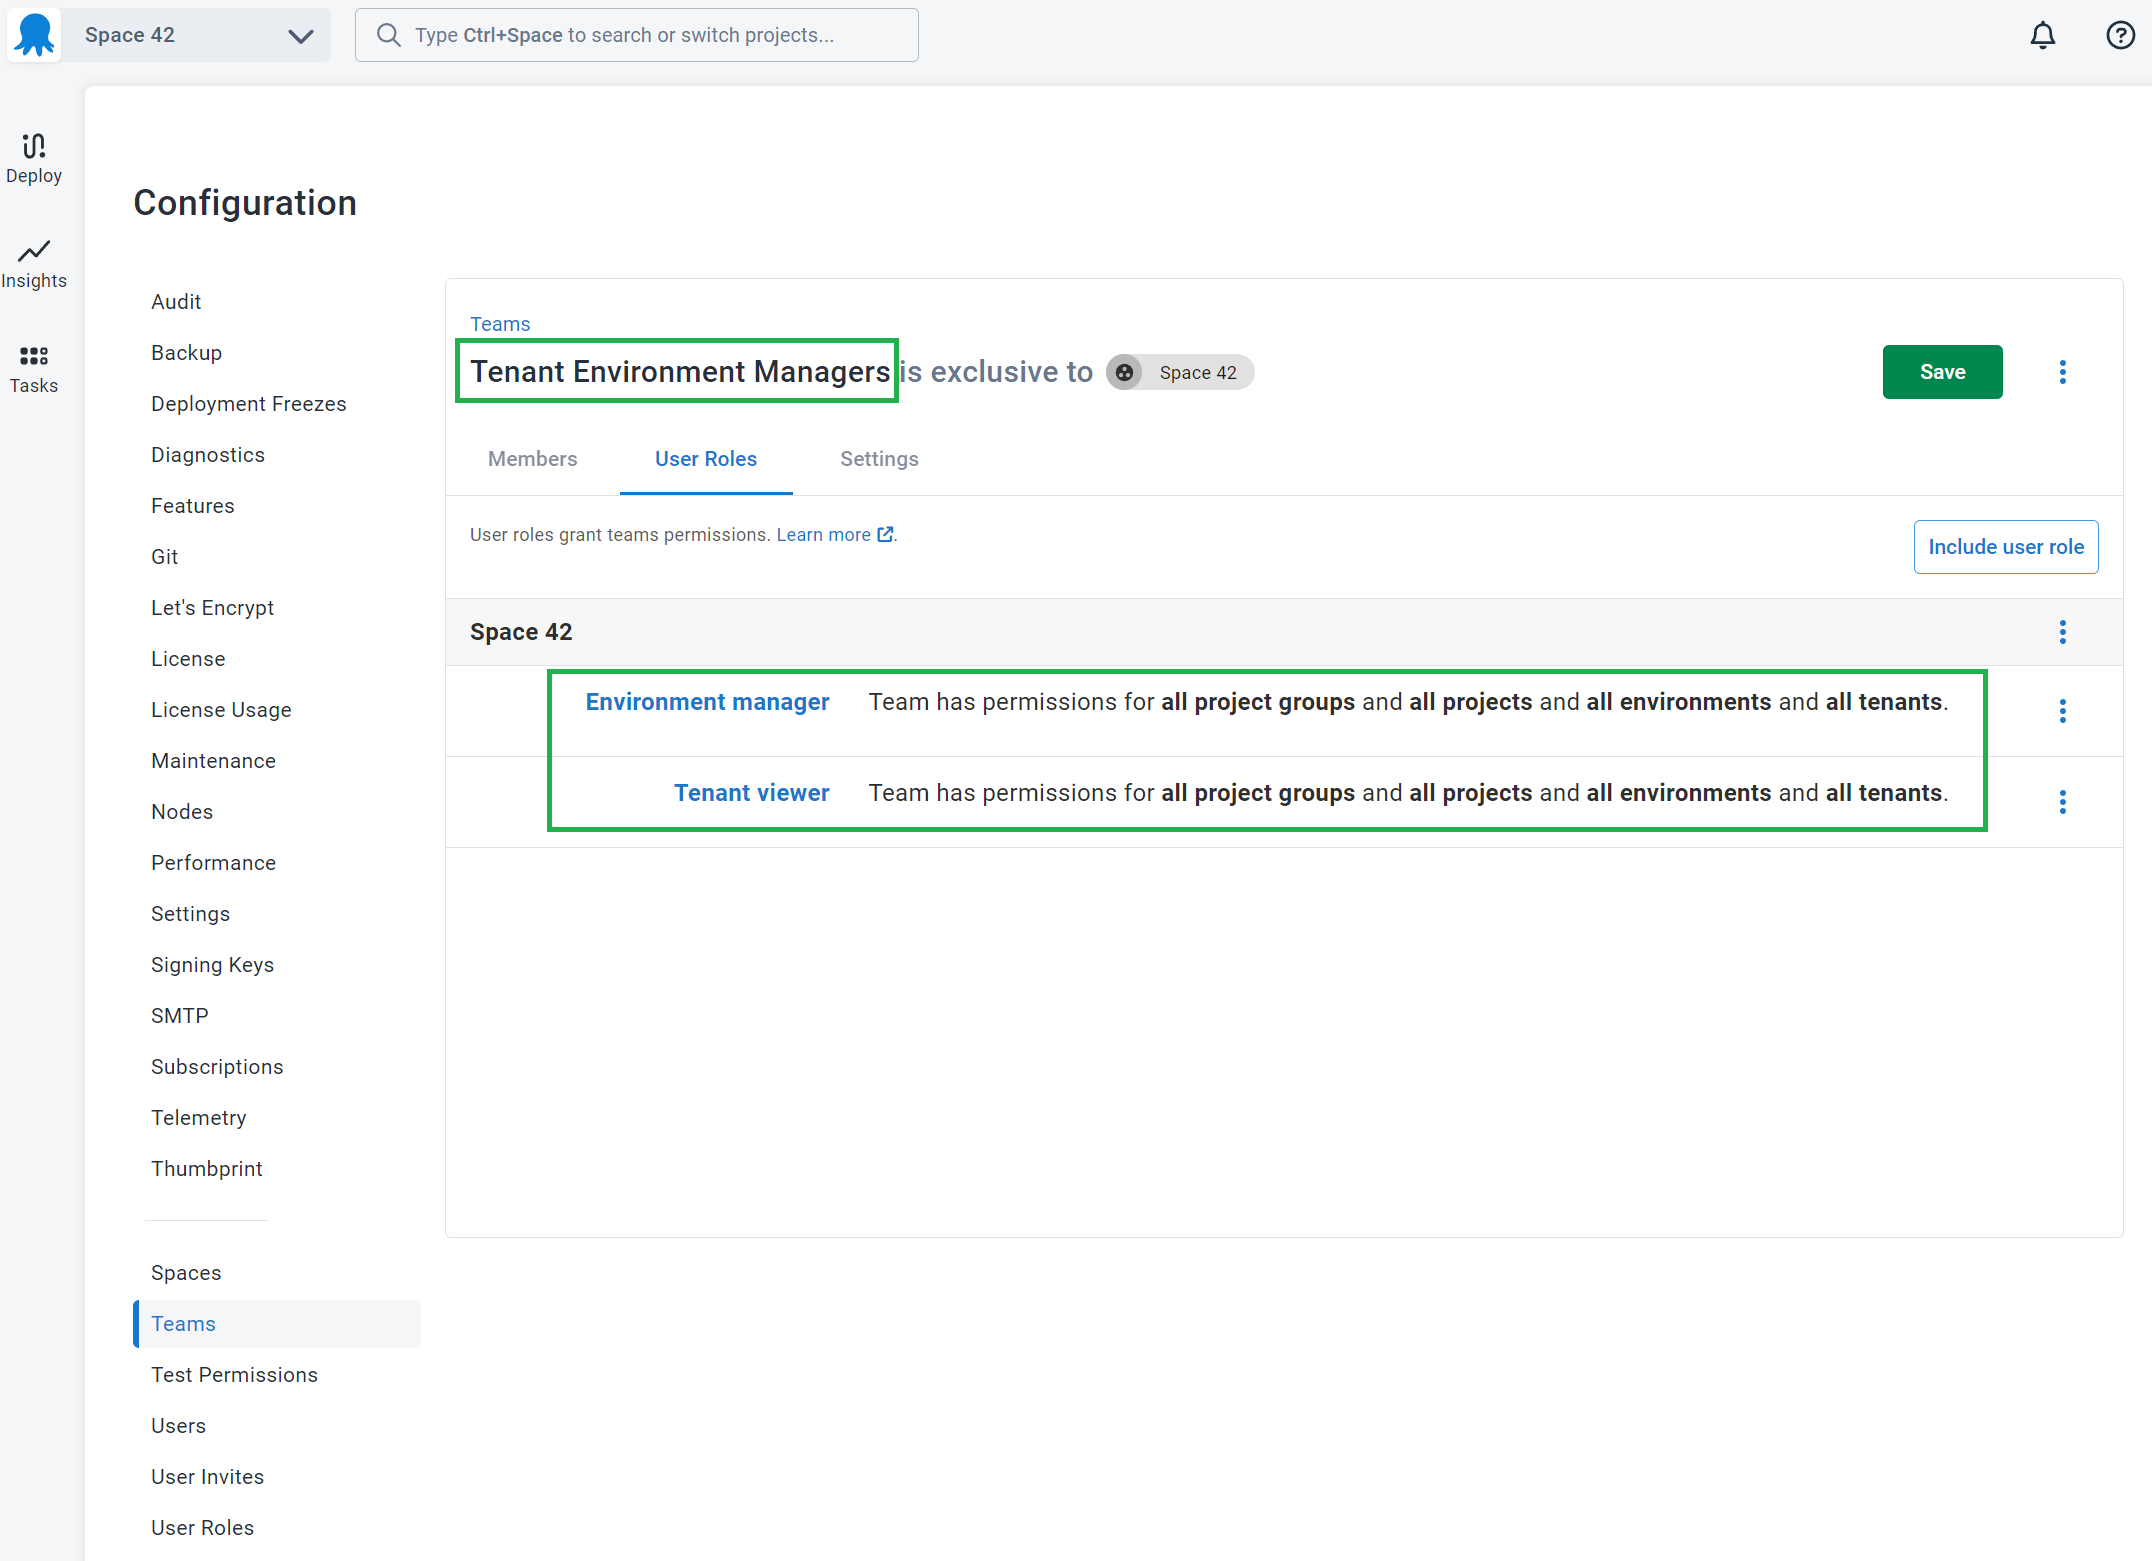 Space 42
Type Ctrl+Space to search or switch projects...
Deploy
Insights
Tasks
Configuration
Audit
Backup
Deployment Freezes
Diagnostics
Features
Git
Let's Encrypt
License
License Usage
Maintenance
Nodes
Performance
Settings
Signing Keys
SMTP
Subscriptions
Telemetry
Thumbprint
Spaces
Teams
Test Permissions
Users
User Invites
User Roles
Teams
Tenant Environment Managers is exclusive to Space 42
Save
Members User Roles Settings
User roles grant teams permissions. Learn more.
Include user role
Space 42
Environment manager Team has permissions for all project groups and all projects and all environments and all tenants.
Tenant viewer Team has permissions for all project groups and all projects and all environments and all tenants.